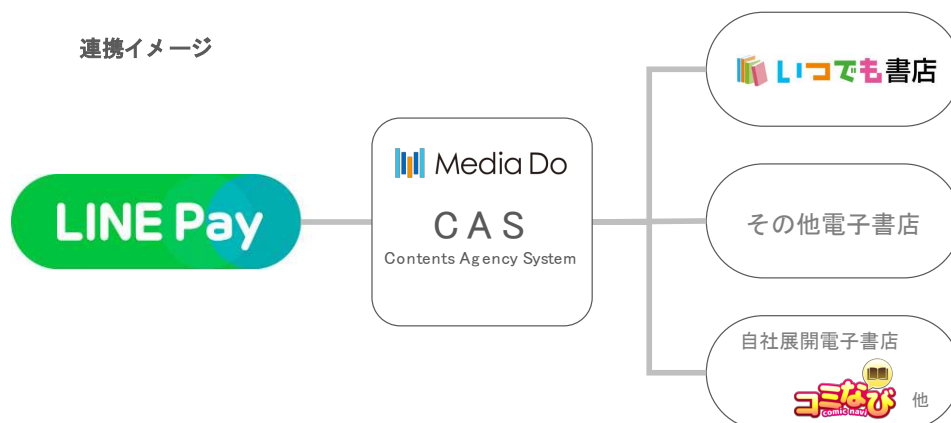 連携イメージ
LINE Pay
Media Do
CAS
Contents Agency System
いつでも書店
その他電子書店
自社展開電子書店
コミなび
comic navi
他